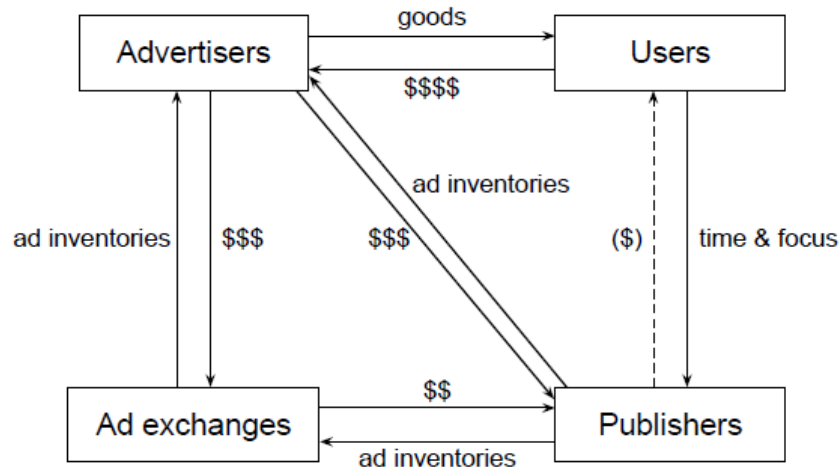 goods
Advertisers
Users
$$$$
ad inventories
ad inventories
$$$
$$$
($)
time & focus
$$
Ad exchanges
Publishers
ad inventories